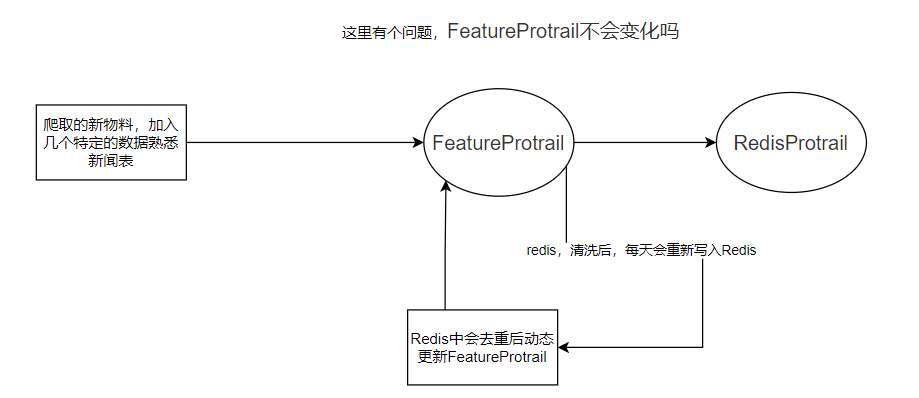 这里有个问题，FeatureProtrail不会变化吗
爬取的新物料，加入
几个特定的数据熟悉
新闻表
FeatureProtrail
RedisProtrail
redis，清洗后，每天会重新写入Redis
Redis中会去重后动态
更新FeatureProtrail